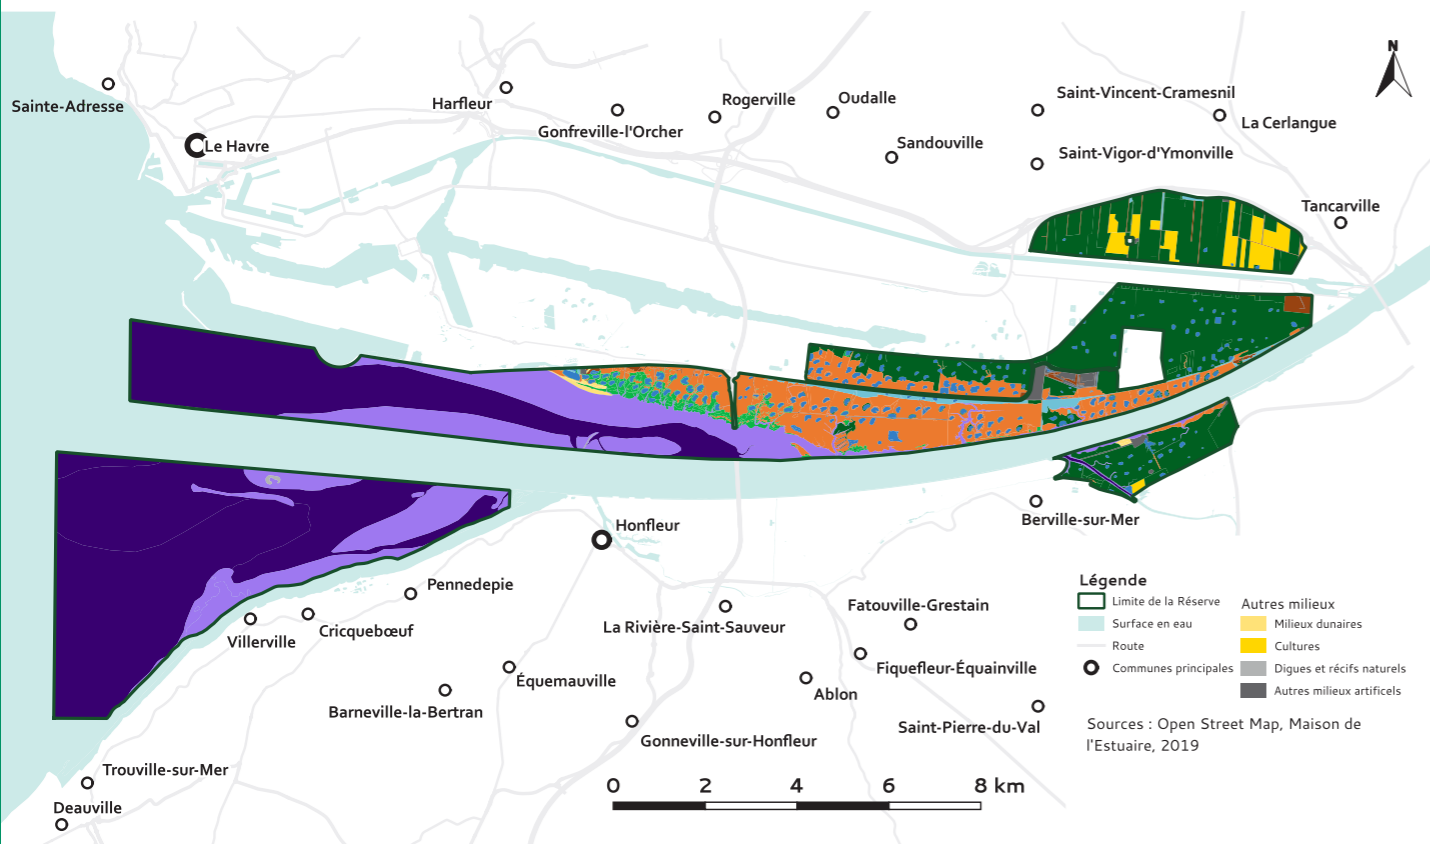 N
Sainte-Adresse
Le Havre
Harfleur
Gonfreville-l'Orcher
Rogerville
Oudalle
Sandouville
Saint-Vincent-Cramesnil
La Cerlangue
Saint-Vigor-d'Ymonville
Tancarville
Berville-sur-Mer
Honfleur
Pennedepie
Cricquebœuf
Villerville
La Rivière-Saint-Sauveur
Fatouville-Grestain
Fiquefleur-Équainville
Équemauville
Ablon
Barneville-la-Bertran
Saint-Pierre-du-Val
Gonneville-sur-Honfleur
Trouville-sur-Mer
Deauville
0 2 4 6 8 km
Légende
Limite de la Réserve
Surface en eau
Route
Communes principales
Autres milieux
Milieux dunaires
Cultures
Digues et récifs naturels
Autres milieux artificels
Sources : Open Street Map, Maison de
l'Estuaire, 2019